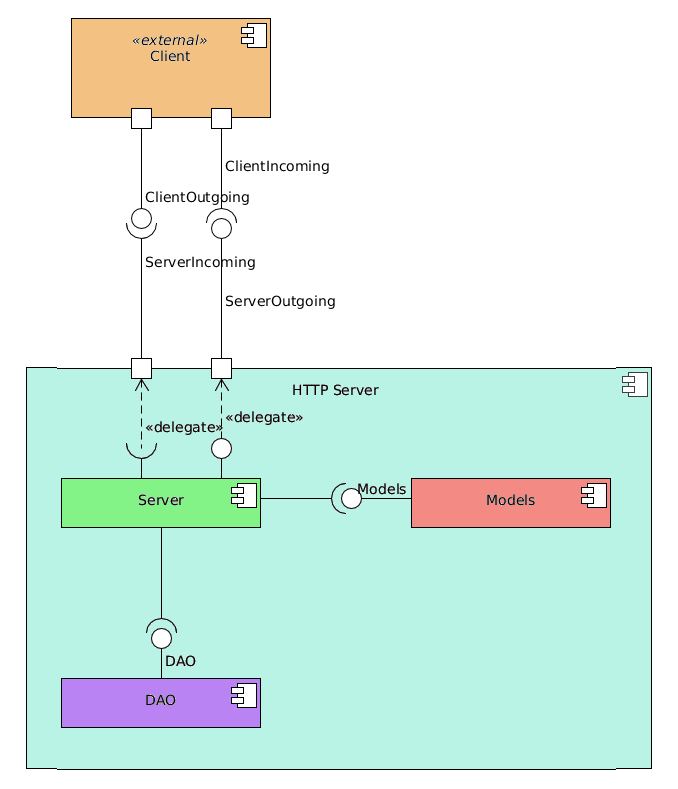 «external»
Client
ClientIncoming
ClientOutgoing
ServerIncoming
ServerOutgoing
HTTP Server
«delegate»
«delegate»
Models
Server
Models
DAO
DAO